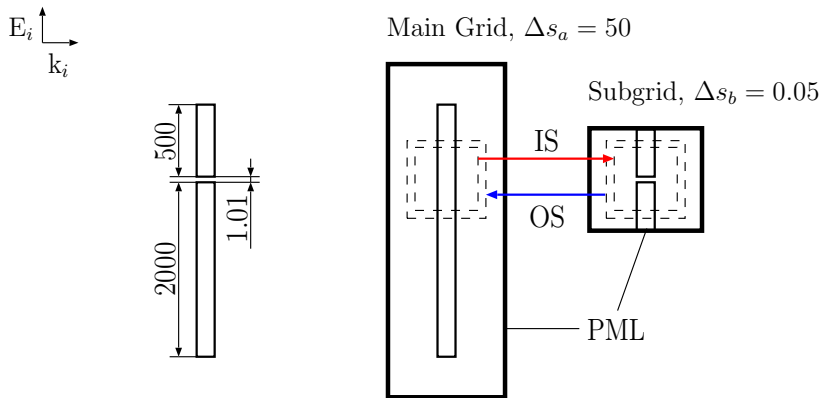 E_i
k_i
500
1.01
2000
Main Grid, Δs_a = 50
Subgrid, Δs_b = 0.05
IS
OS
PML